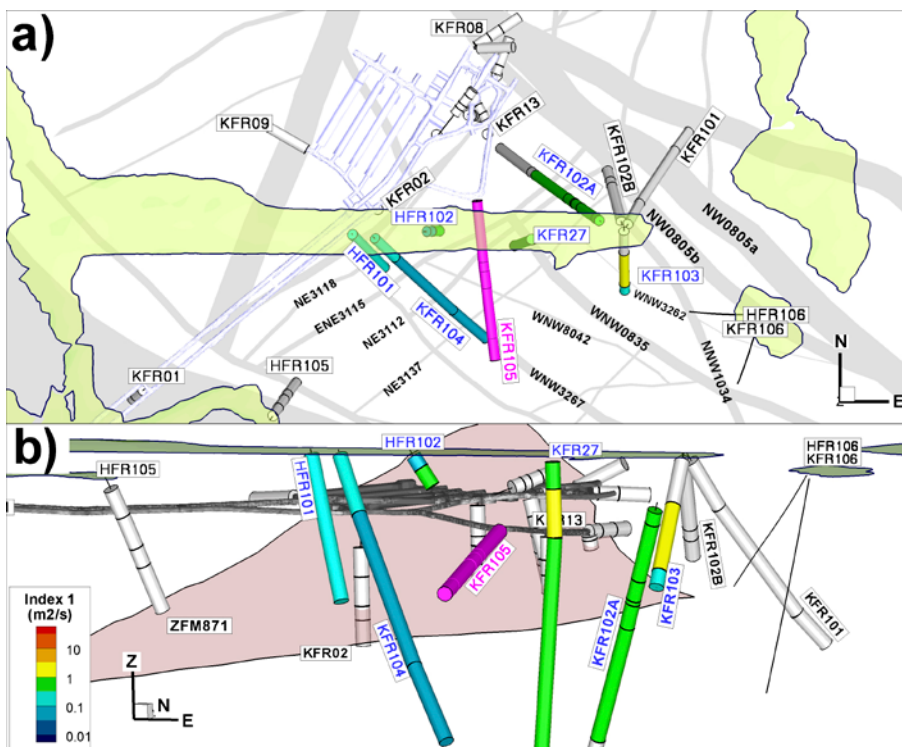 a)
KFR08
KFR13
KFR09
KFR101
KFR102B
KFR102A
KFR02
HFR102
NW0805a
NW0805b
KFR27
HFR101
KFR103
NE3118
WNW3262
ENE3115
HFR106
KFR106
KFR104
NE3112
WNW8042
WNW0835
KFR105
HFR105
NE3137
NNW1034
WNW3267
KFR01
N
E
b)
HFR102
KFR27
HFR106
KFR106
HFR105
HFR101
KFR105
KFR102B
KFR103
Index 1
(m2/s)
10
1
0.1
0.01
ZFM871
KFR02
KFR104
KFR102A
KFR101
Z
N
E